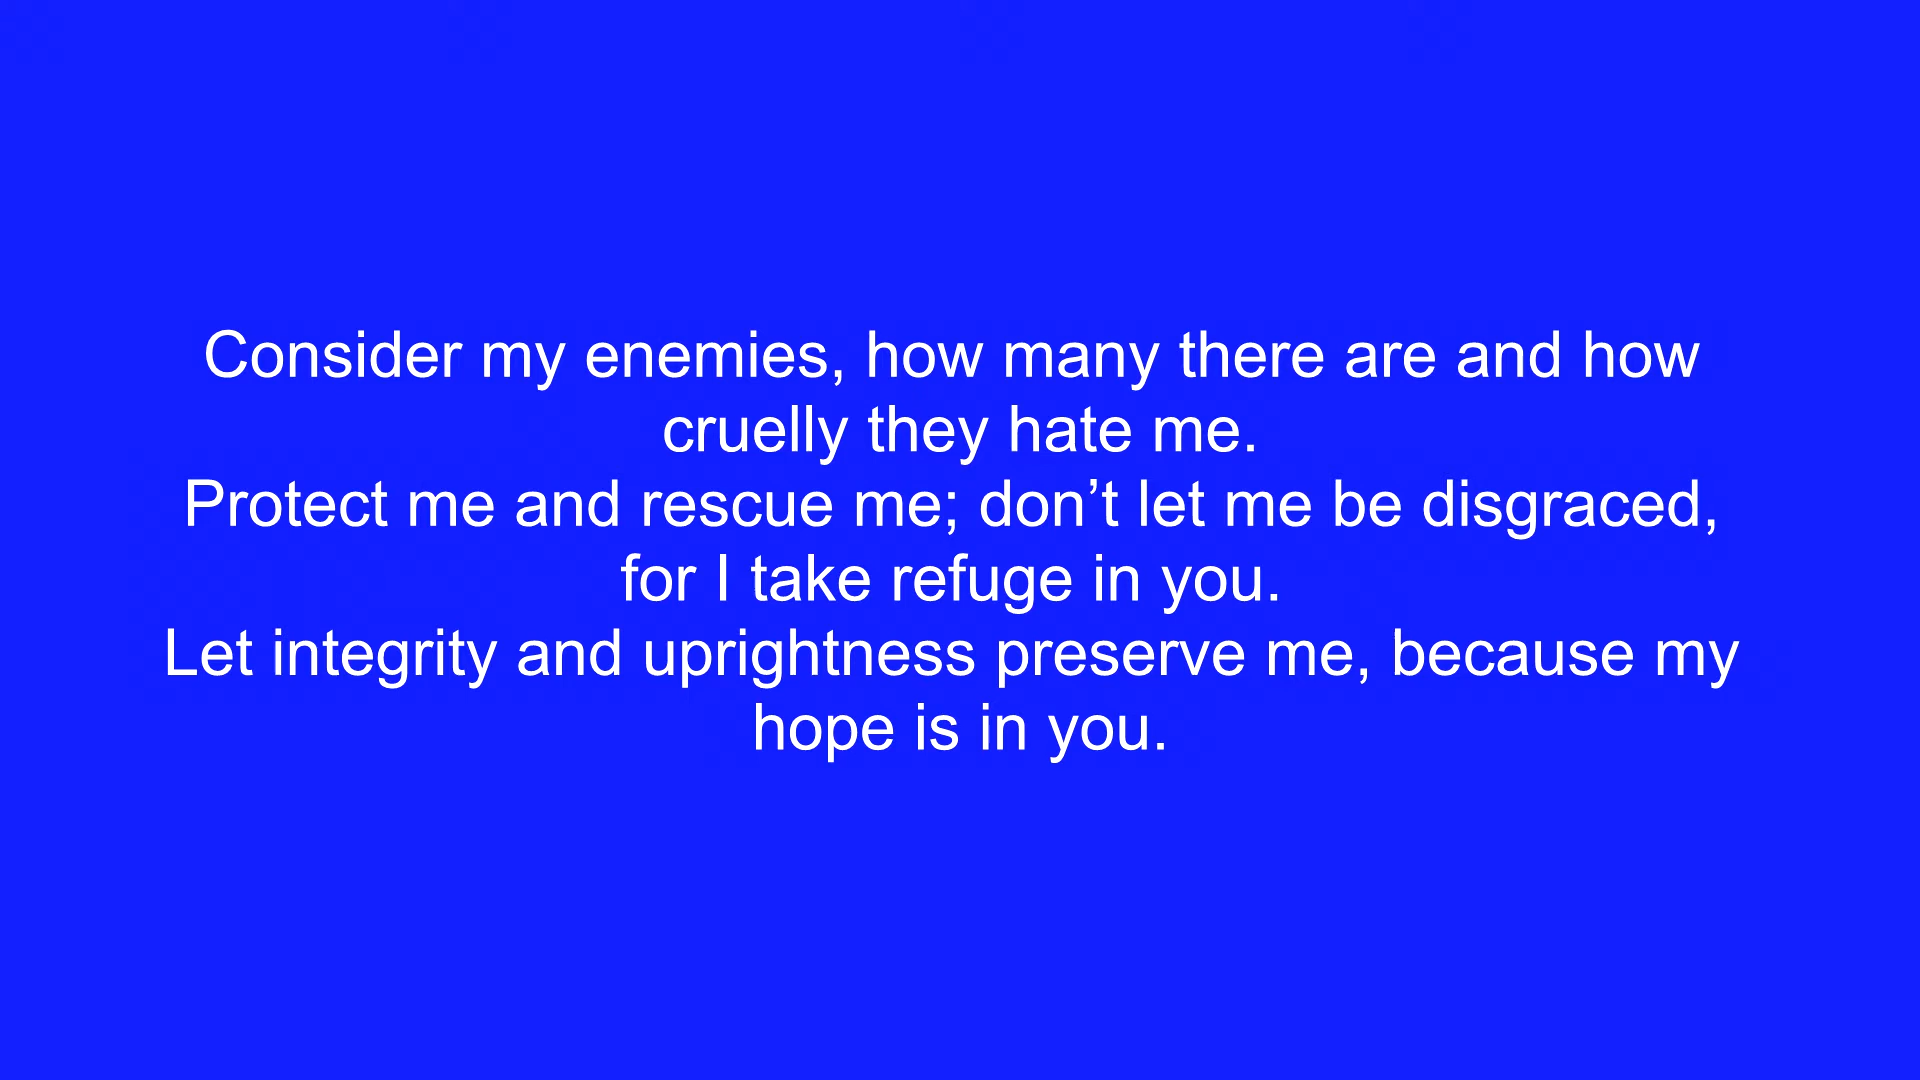 Consider my enemies, how many there are and how
cruelly they hate me.
Protect me and rescue me; don’t let me be disgraced,
for I take refuge in you.
Let integrity and uprightness preserve me, because my
hope is in you.